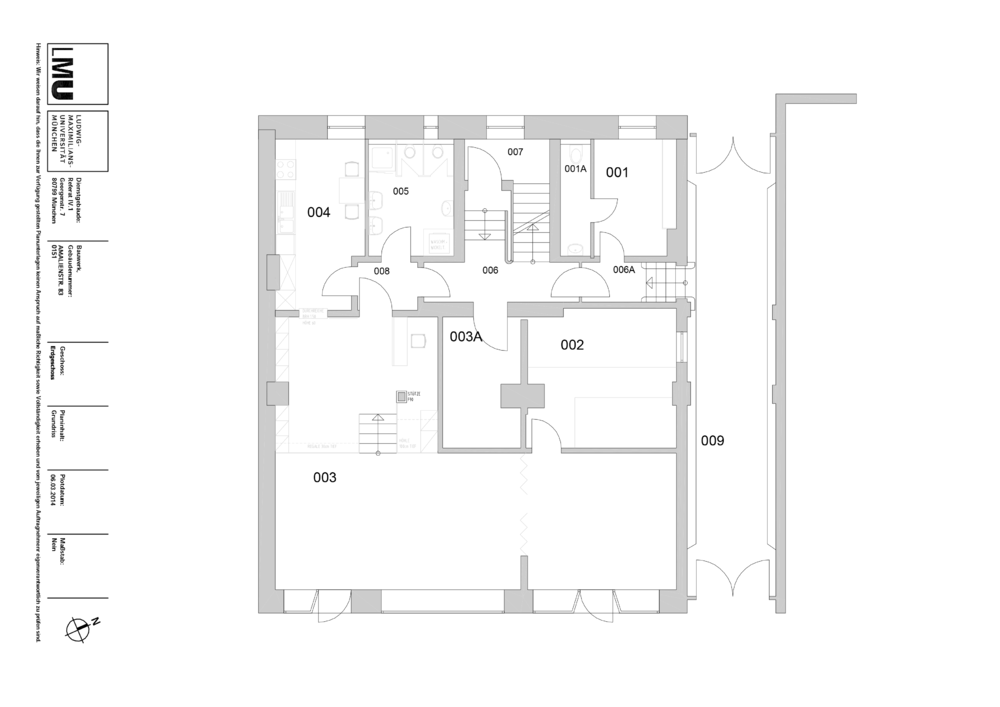 LMU
LUDWIG-
MAXIMILIANS-
UNIVERSITÄT
MÜNCHEN
Dienstgebäude:
Referat IV.1
Georgenstr. 7
80799 München
Bauwerk,
Gebäudenummer:
AMALIENSTR. 83
0151
Geschoss:
Erdgeschoss
Planinhalt:
Grundriss
Plotdatum:
06.03.2014
Maßstab:
Nein
N
Hinweis: Wir weisen darauf hin, dass die Ihnen zur Verfügung gestellten Planunterlagen keinen Anspruch auf maßliche Richtigkeit sowie Vollständigkeit erheben und vom jeweiligen Auftragnehmer eigenverantwortlich zu prüfen sind.
007
001A
001
005
004
008
006
006A
003A
002
009
003